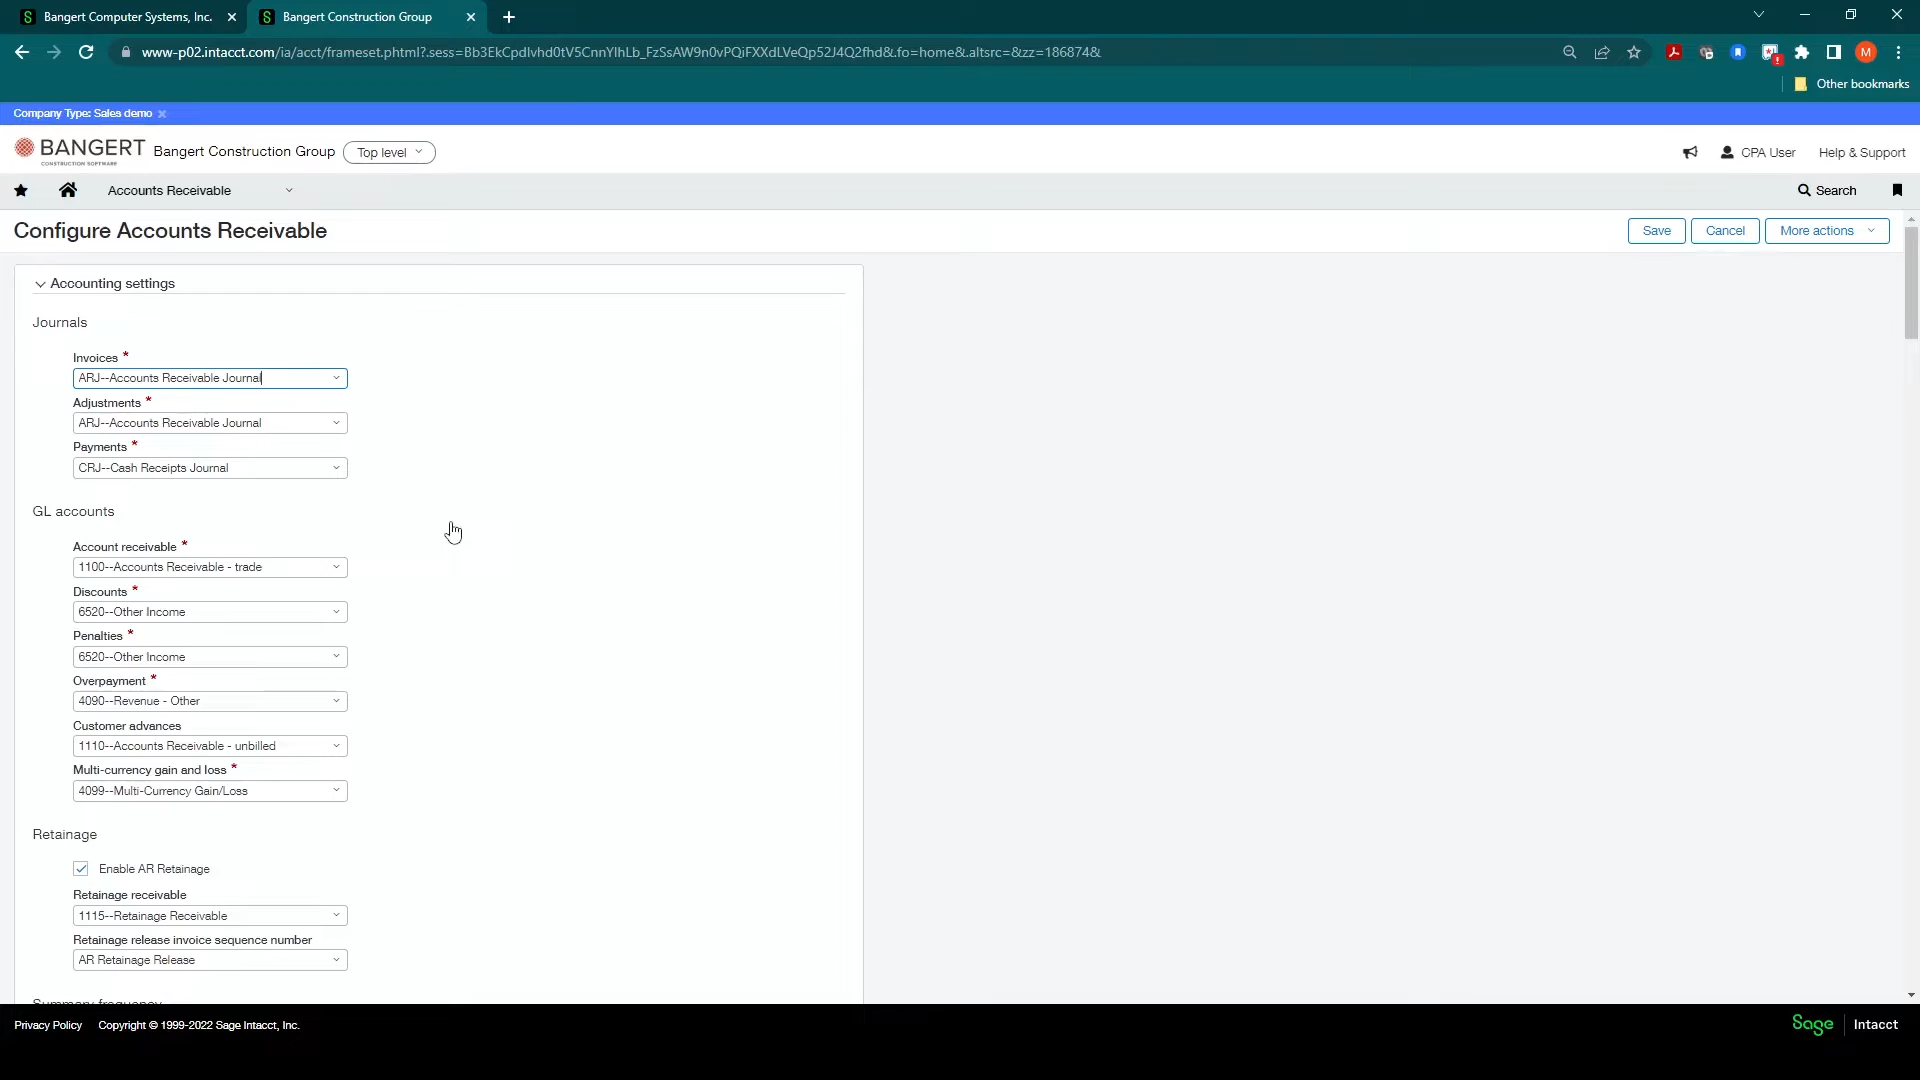 Bangert Computer Systems, Inc.
Bangert Construction Group
www-p02.intacct.com/ia/acct/frameset.phtml?.sess=Bb3EkCpdlvhd0tV5CnnYlhLb_FzSsAW9n0vPQiFXXdLVeQp52J4Q2fhd&.fo=home&.altsrc=&zz=186874&
M
Other bookmarks
Company Type: Sales demo
BANGERT
CONSTRUCTION SOFTWARE
Bangert Construction Group
Top level
CPA User
Help & Support
Accounts Receivable
Search
Configure Accounts Receivable
Save
Cancel
More actions
Accounting settings
Journals
Invoices *
ARJ--Accounts Receivable Journal
Adjustments *
ARJ--Accounts Receivable Journal
Payments *
CRJ--Cash Receipts Journal
GL accounts
Account receivable *
1100--Accounts Receivable - trade
Discounts *
6520--Other Income
Penalties *
6520--Other Income
Overpayment *
4090--Revenue - Other
Customer advances
1110--Accounts Receivable - unbilled
Multi-currency gain and loss *
4099--Multi-Currency Gain/Loss
Retainage
Enable AR Retainage
Retainage receivable
1115--Retainage Receivable
Retainage release invoice sequence number
AR Retainage Release
Summary frequency
Privacy Policy
Copyright © 1999-2022 Sage Intacct, Inc.
Sage
Intacct